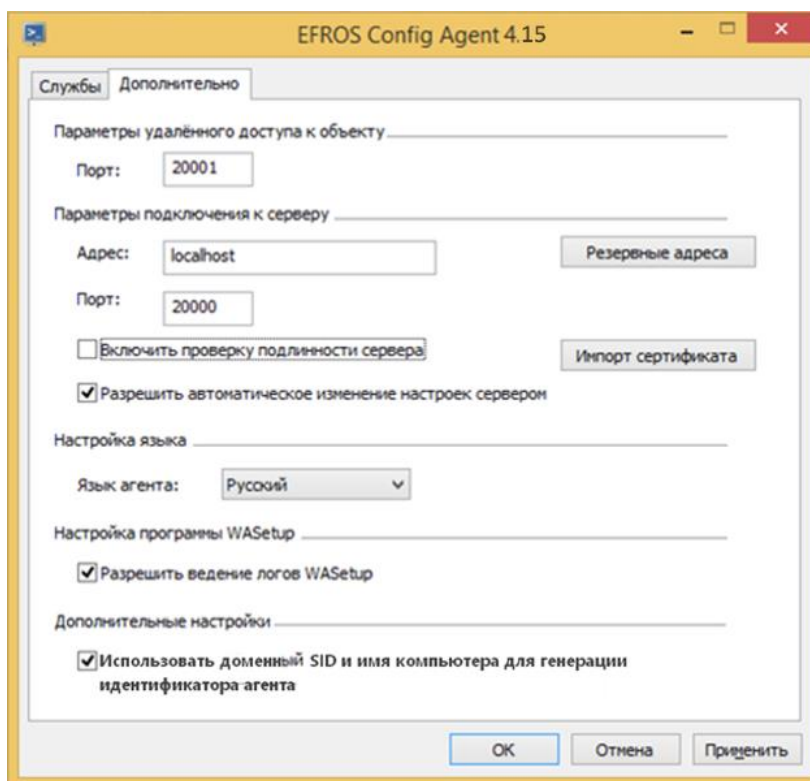 EFROS Config Agent 4.15
Службы Дополнительно
Параметры удалённого доступа к объекту
Порт: 20001
Параметры подключения к серверу
Адрес: localhost Резервные адреса
Порт: 20000
Включить проверку подлинности сервера Импорт сертификата
Разрешить автоматическое изменение настроек сервером
Настройка языка
Язык агента: Русский
Настройка программы WASetup
Разрешить ведение логов WASetup
Дополнительные настройки
Использовать доменный SID и имя компьютера для генерации
идентификатора агента
OK Отмена Применить